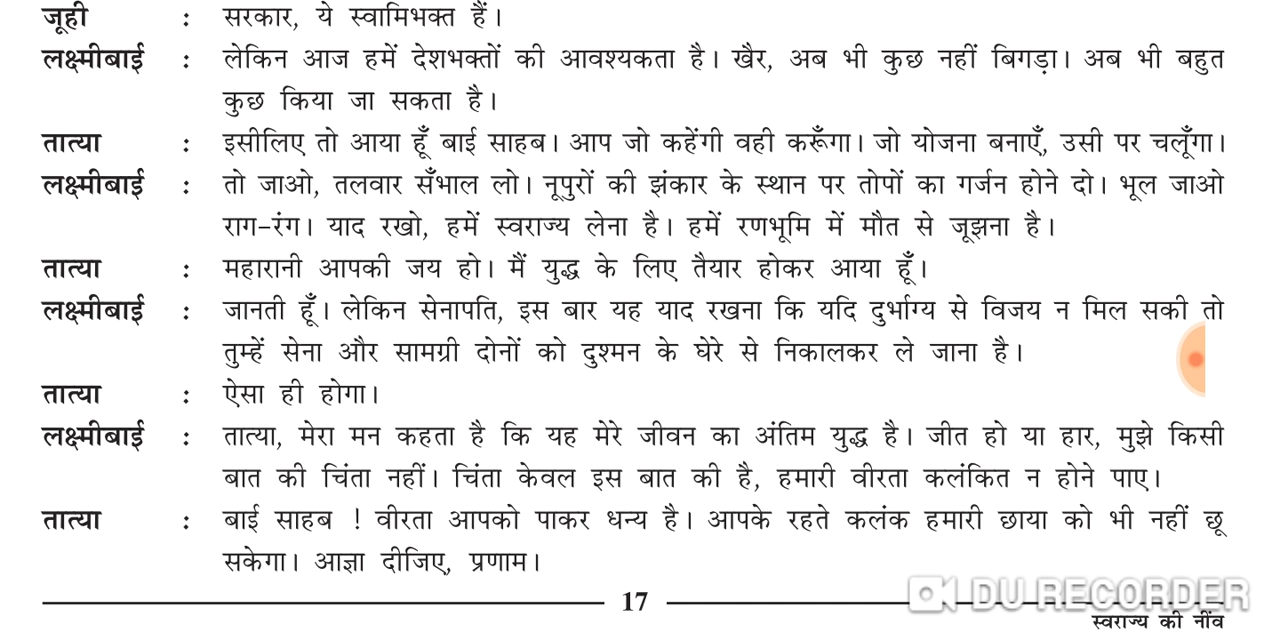 जूही : सरकार, ये स्वामिभक्त हैं।
लक्ष्मीबाई : लेकिन आज हमें देशभक्तों की आवश्यकता है। खैर, अब भी कुछ नहीं बिगड़ा। अब भी बहुत
कुछ किया जा सकता है।
तात्या : इसीलिए तो आया हूँ बाई साहब। आप जो कहेंगी वही करूँगा। जो योजना बनाएँ, उसी पर चलूँगा।
लक्ष्मीबाई : तो जाओ, तलवार सँभाल लो। नूपुरों की झंकार के स्थान पर तोपों का गर्जन होने दो। भूल जाओ
राग-रंग। याद रखो, हमें स्वराज्य लेना है। हमें रणभूमि में मौत से जूझना है।
तात्या : महारानी आपकी जय हो। मैं युद्ध के लिए तैयार होकर आया हूँ।
लक्ष्मीबाई : जानती हूँ। लेकिन सेनापति, इस बार यह याद रखना कि यदि दुर्भाग्य से विजय न मिल सकी तो
तुम्हें सेना और सामग्री दोनों को दुश्मन के घेरे से निकालकर ले जाना है।
तात्या : ऐसा ही होगा।
लक्ष्मीबाई : तात्या, मेरा मन कहता है कि यह मेरे जीवन का अंतिम युद्ध है। जीत हो या हार, मुझे किसी
बात की चिंता नहीं। चिंता केवल इस बात की है, हमारी वीरता कलंकित न होने पाए।
तात्या : बाई साहब ! वीरता आपको पाकर धन्य है। आपके रहते कलंक हमारी छाया को भी नहीं छू
सकेगा। आज्ञा दीजिए, प्रणाम।
17
DU RECORDER
स्वराज्य की नींव